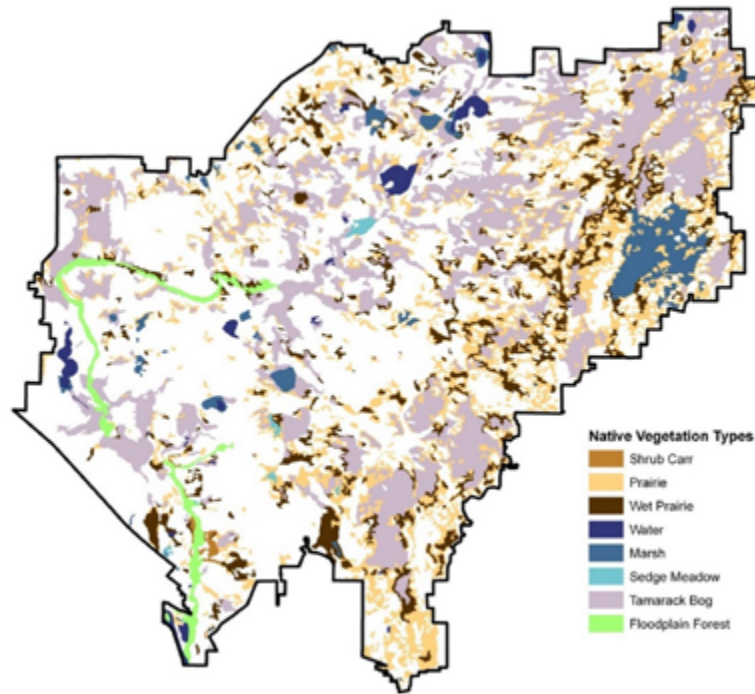 Native Vegetation Types
Shrub Carr
Prairie
Wet Prairie
Water
Marsh
Sedge Meadow
Tamarack Bog
Floodplain Forest